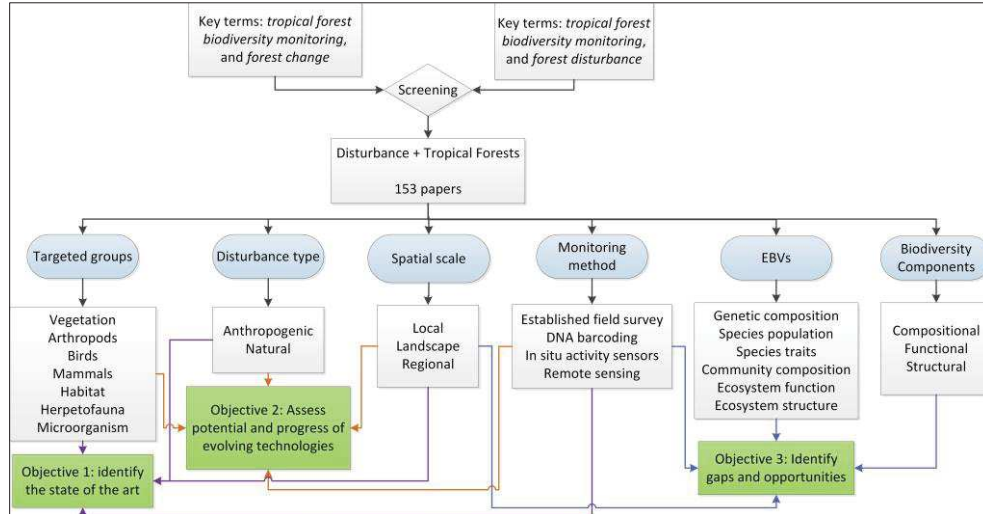 Key terms: tropical forest
biodiversity monitoring,
and forest change
Key terms: tropical forest
biodiversity monitoring,
and forest disturbance
Screening
Disturbance + Tropical Forests
153 papers
Targeted groups
Disturbance type
Spatial scale
Monitoring
method
EBVs
Biodiversity
Components
Vegetation
Arthropods
Birds
Mammals
Habitat
Herpetofauna
Microorganism
Anthropogenic
Natural
Local
Landscape
Regional
Established field survey
DNA barcoding
In situ activity sensors
Remote sensing
Genetic composition
Species population
Species traits
Community composition
Ecosystem function
Ecosystem structure
Compositional
Functional
Structural
Objective 2: Assess
potential and progress of
evolving technologies
Objective 1: identify
the state of the art
Objective 3: Identify
gaps and opportunities